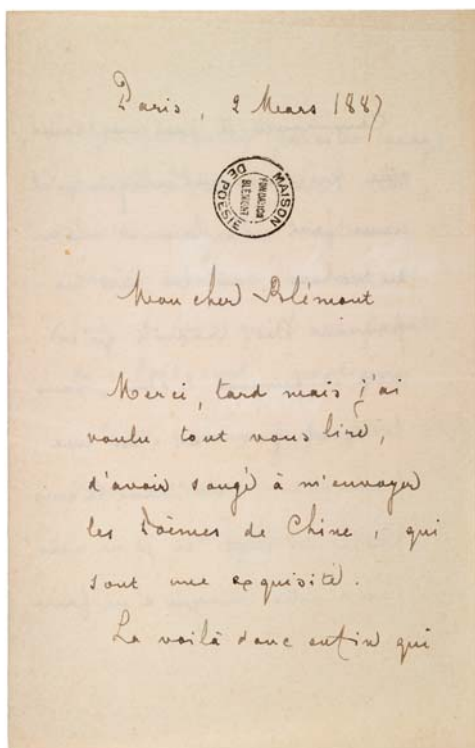 Paris, 2 Mars 1887
MAISON DE POÉSIE
FONDATION
BLÉMONT
Mon cher Blémont
Merci, tard mais j'ai
voulu tout vous lire,
d'avoir songé à m'envoyer
les Poèmes de Chine, qui
sont une exquisité.
La voilà donc enfin qui